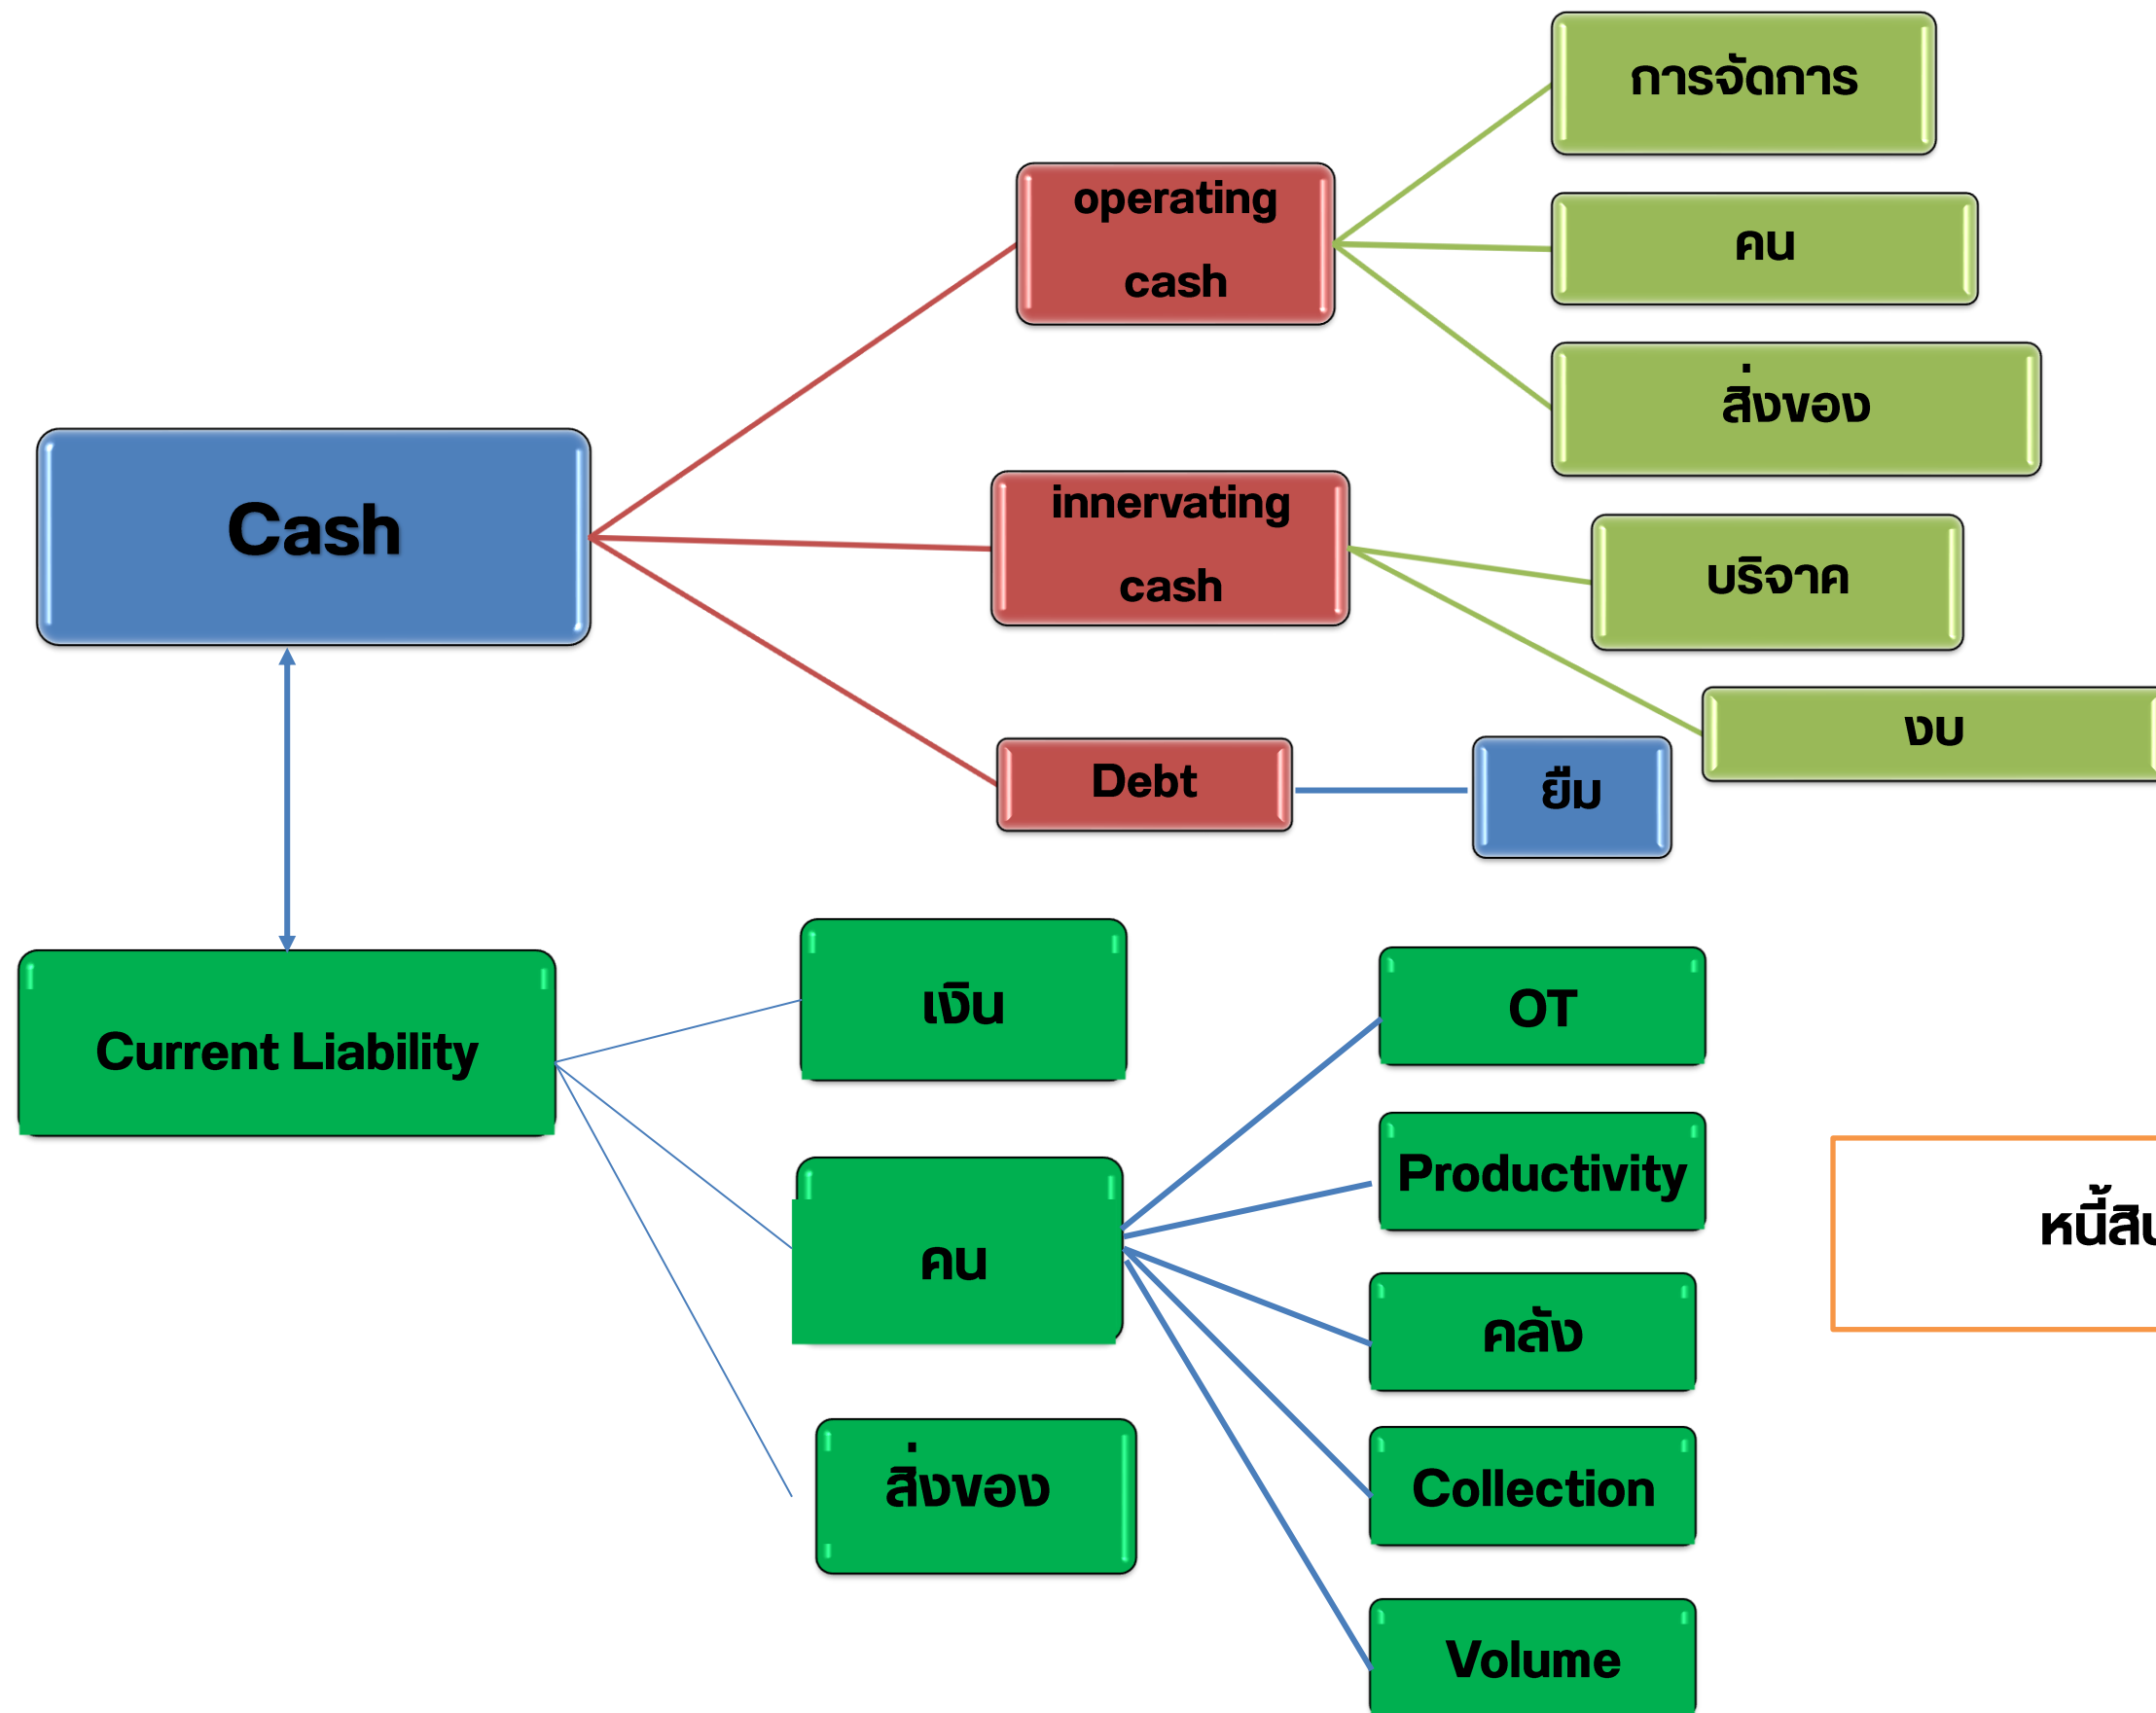 การจัดการ
operating
cash
คน
สิ่งของ
Cash
innervating
cash
บริจาค
งบ
Debt
ยืม
Current Liability
เงิน
คน
สิ่งของ
OT
Productivity
คลัง
Collection
Volume